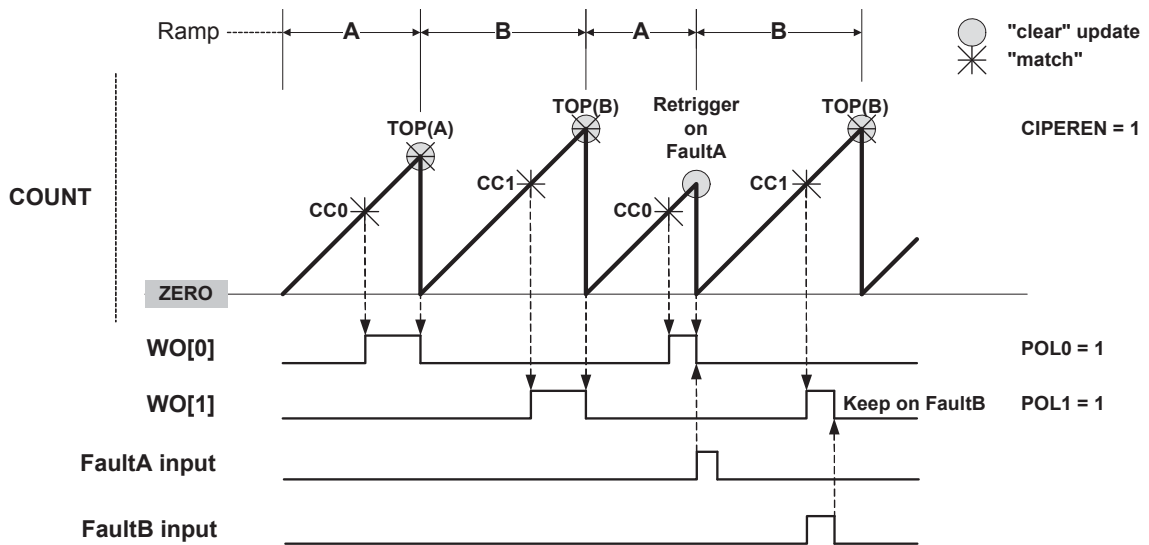 Ramp A B A B
"clear" update
"match"
TOP(A)
TOP(B)
Retrigger
on
FaultA
TOP(B)
CIPEREN = 1
COUNT
CC0
CC1
CC0
CC1
ZERO
WO[0]
POL0 = 1
WO[1]
Keep on FaultB
POL1 = 1
FaultA input
FaultB input